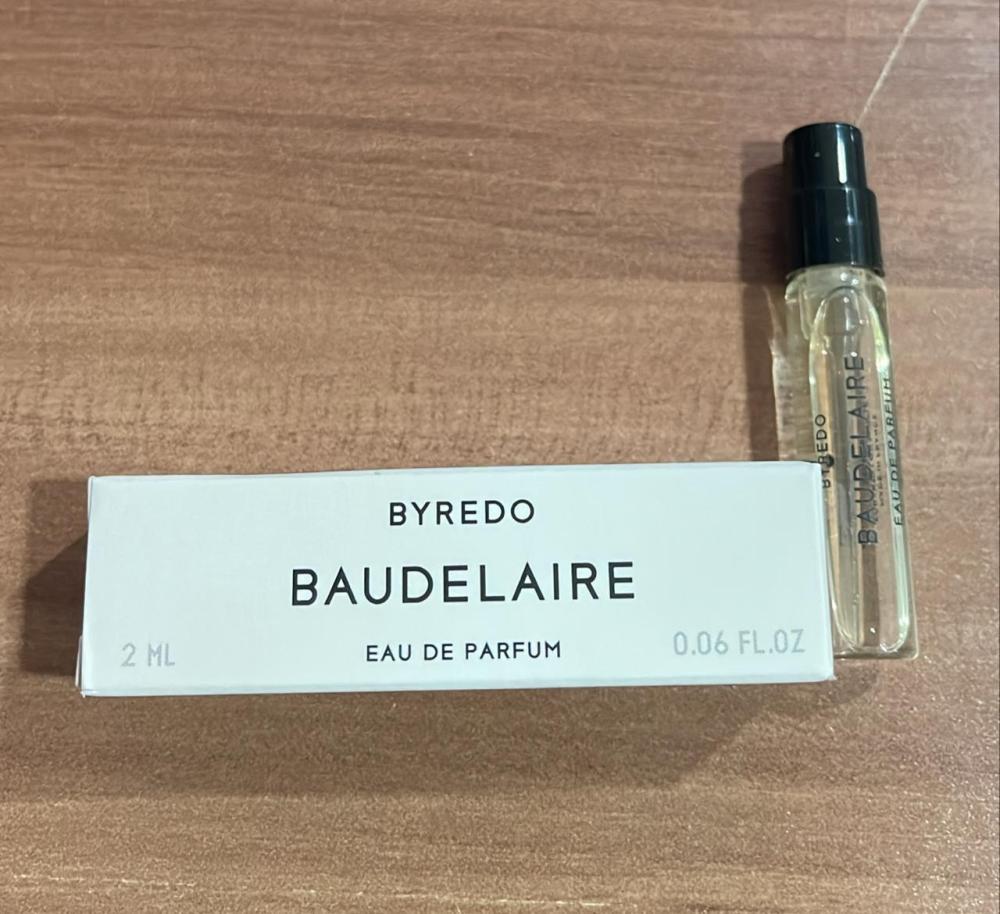 BYREDO
BAUDELAIRE
2 ML
EAU DE PARFUM
0.06 FL.OZ
BYREDO
BAUDELAIRE
EAU DE PARFUM